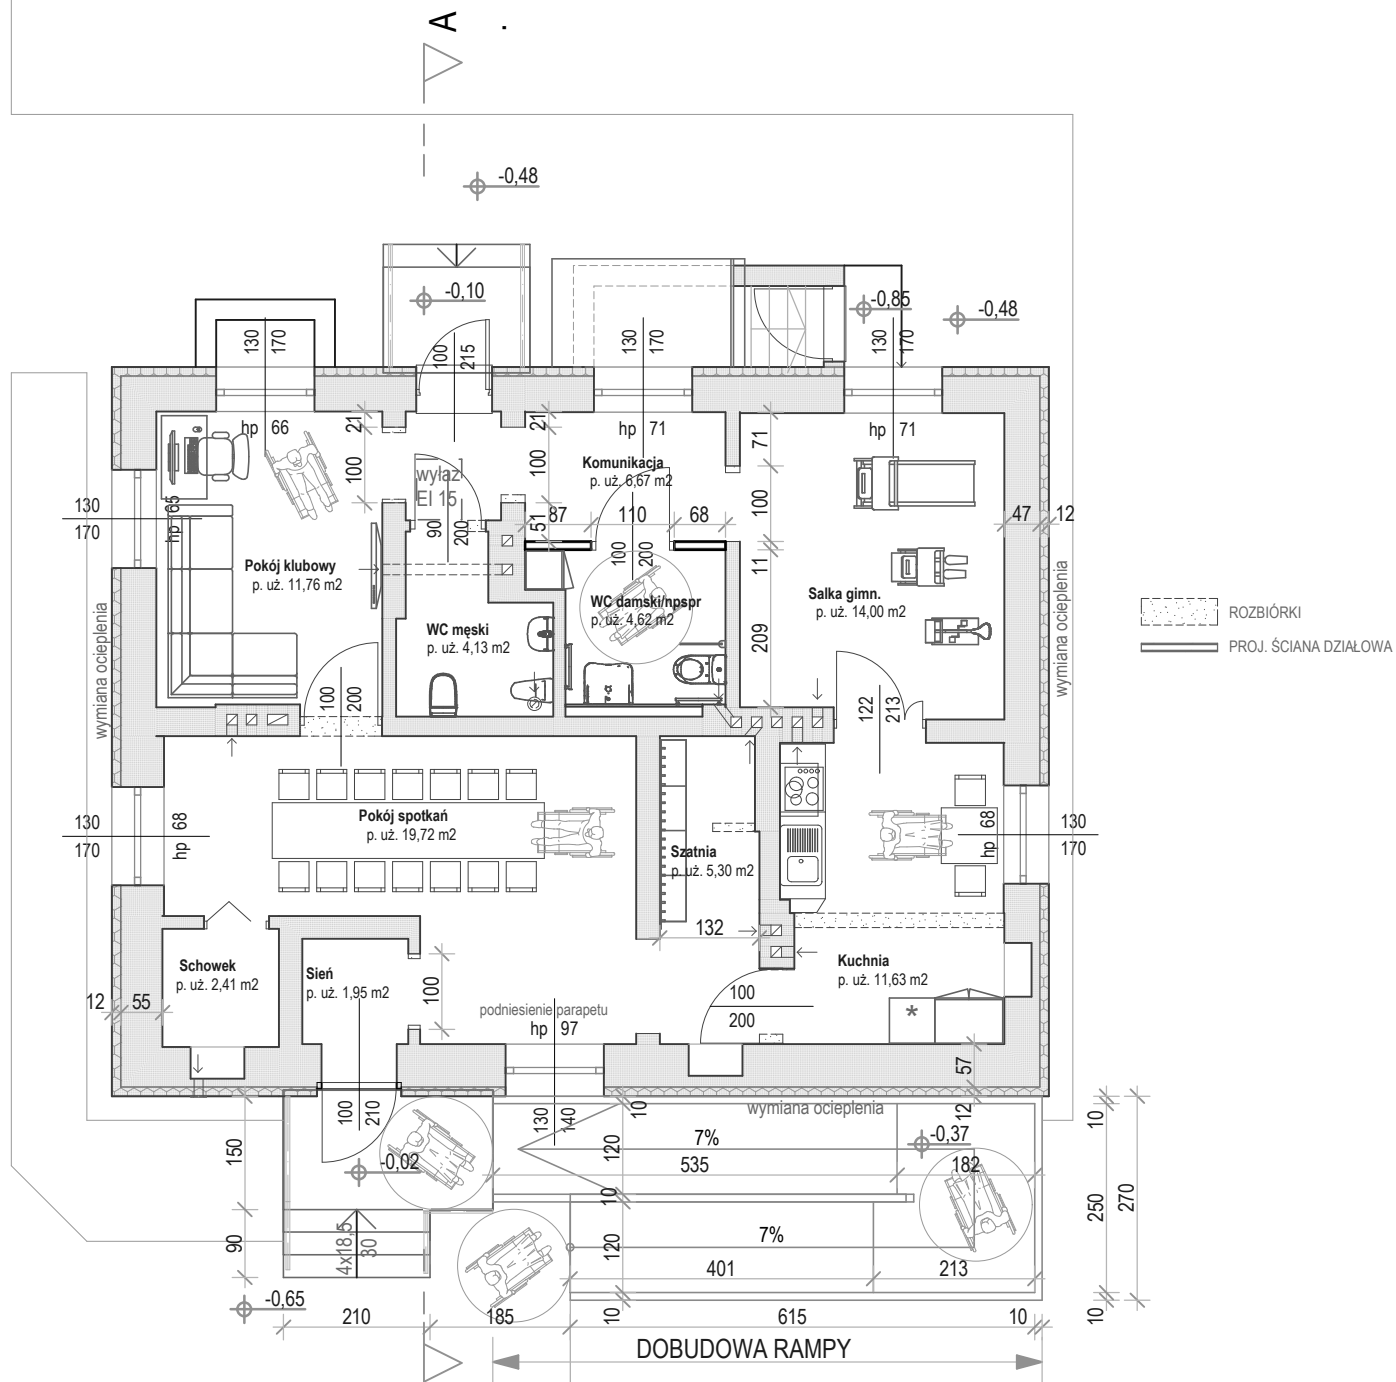 A
.
-0,48
-0,10
-0,85
-0,48
130
170
100
215
130
170
130
170
hp 66
21
100
wyłaz
EI 15
90
200
21
100
51
Komunikacja
p. uż. 6,67 m2
hp 71
hp 71
71
100
11
209
87
110
68
100
200
47
12
130
170
hp 65
Pokój klubowy
p. uż. 11,76 m2
WC męski
p. uż. 4,13 m2
WC damski/npspr
p. uż. 4,62 m2
Salka gimn.
p. uż. 14,00 m2
wymiana ocieplenia
wymiana ocieplenia
ROZBIÓRKI
PROJ. ŚCIANA DZIAŁOWA
100
200
122
213
130
170
hp 68
Pokój spotkań
p. uż. 19,72 m2
Szatnia
p. uż. 5,30 m2
hp 68
130
170
132
Schowek
p. uż. 2,41 m2
Sień
p. uż. 1,95 m2
Kuchnia
p. uż. 11,63 m2
*
12
55
100
podniesienie parapetu
hp 97
100
200
57
12
wymiana ocieplenia
100
210
130
140
10
120
10
120
10
7%
535
-0,37
182
10
250
10
270
150
90
-0,02
4x18,5
30
7%
401
213
-0,65
210
185
615
10
DOBUDOWA RAMPY
A